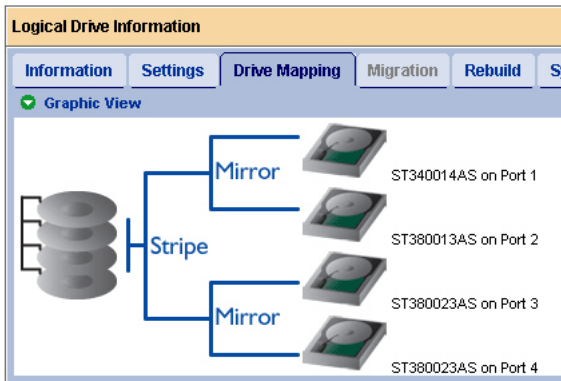 Logical Drive Information
Information Settings Drive Mapping Migration Rebuild
Graphic View
Mirror
ST340014AS on Port 1
ST380013AS on Port 2
Stripe
Mirror
ST380023AS on Port 3
ST380023AS on Port 4